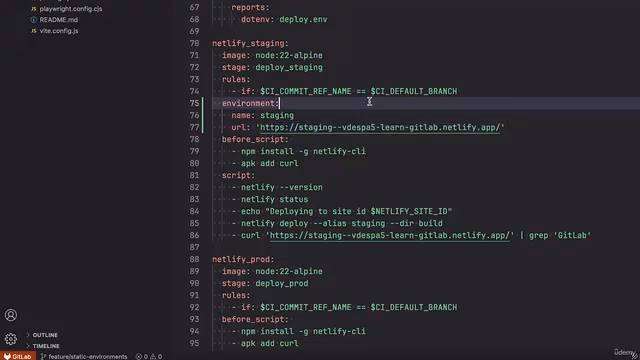 playwright.config.cjs
README.md
vite.config.js
OUTLINE
TIMELINE
67 reports:
68 dotenv: deploy.env
69
70 netlify_staging:
71 image: node:22-alpine
72 stage: deploy_staging
73 rules:
74 - if: $CI_COMMIT_REF_NAME == $CI_DEFAULT_BRANCH
75 environment:
76 name: staging
77 url: 'https://staging--vdespa5-learn-gitlab.netlify.app/'
78 before_script:
79 - npm install -g netlify-cli
80 - apk add curl
81 script:
82 - netlify --version
83 - netlify status
84 - echo "Deploying to site id $NETLIFY_SITE_ID"
85 - netlify deploy --alias staging --dir build
86 - curl 'https://staging--vdespa5-learn-gitlab.netlify.app/' | grep 'GitLab'
87
88 netlify_prod:
89 image: node:22-alpine
90 stage: deploy_prod
91 rules:
92 - if: $CI_COMMIT_REF_NAME == $CI_DEFAULT_BRANCH
93 before_script:
94 - npm install -g netlify-cli
95 - apk add curl
GitLab feature/static-environments 0 0
Udemy